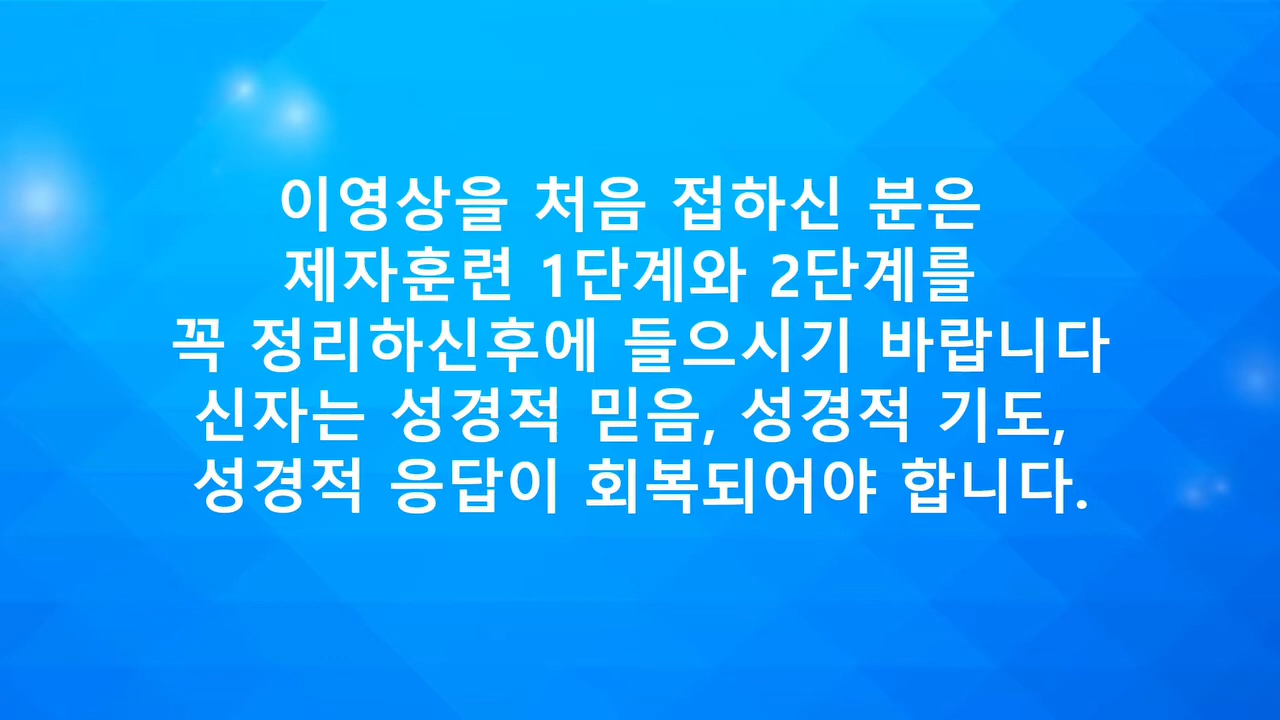 이영상을 처음 접하신 분은
제자훈련 1단계와 2단계를
꼭 정리하신후에 들으시기 바랍니다
신자는 성경적 믿음, 성경적 기도,
성경적 응답이 회복되어야 합니다.